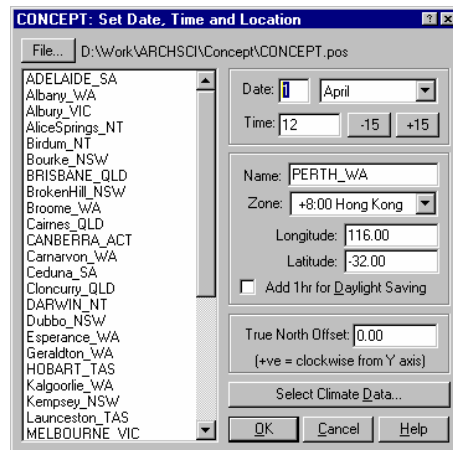 CONCEPT: Set Date, Time and Location
File... D:\Work\ARCHSCI\Concept\CONCEPT.pos
ADELAIDE_SA
Albany_WA
Albury_VIC
AliceSprings_NT
Birdum_NT
Bourke_NSW
BRISBANE_QLD
BrokenHill_NSW
Broome_WA
Cairnes_QLD
CANBERRA_ACT
Carnarvon_WA
Ceduna_SA
Cloncurry_QLD
DARWIN_NT
Dubbo_NSW
Esperance_WA
Geraldton_WA
HOBART_TAS
Kalgoorlie_WA
Kempsey_NSW
Launceston_TAS
MELBOURNE_VIC
Date: 1 April
Time: 12 -15 +15
Name: PERTH_WA
Zone: +8:00 Hong Kong
Longitude: 116.00
Latitude: -32.00
Add 1hr for Daylight Saving
True North Offset: 0.00
(+ve = clockwise from Y axis)
Select Climate Data...
OK Cancel Help